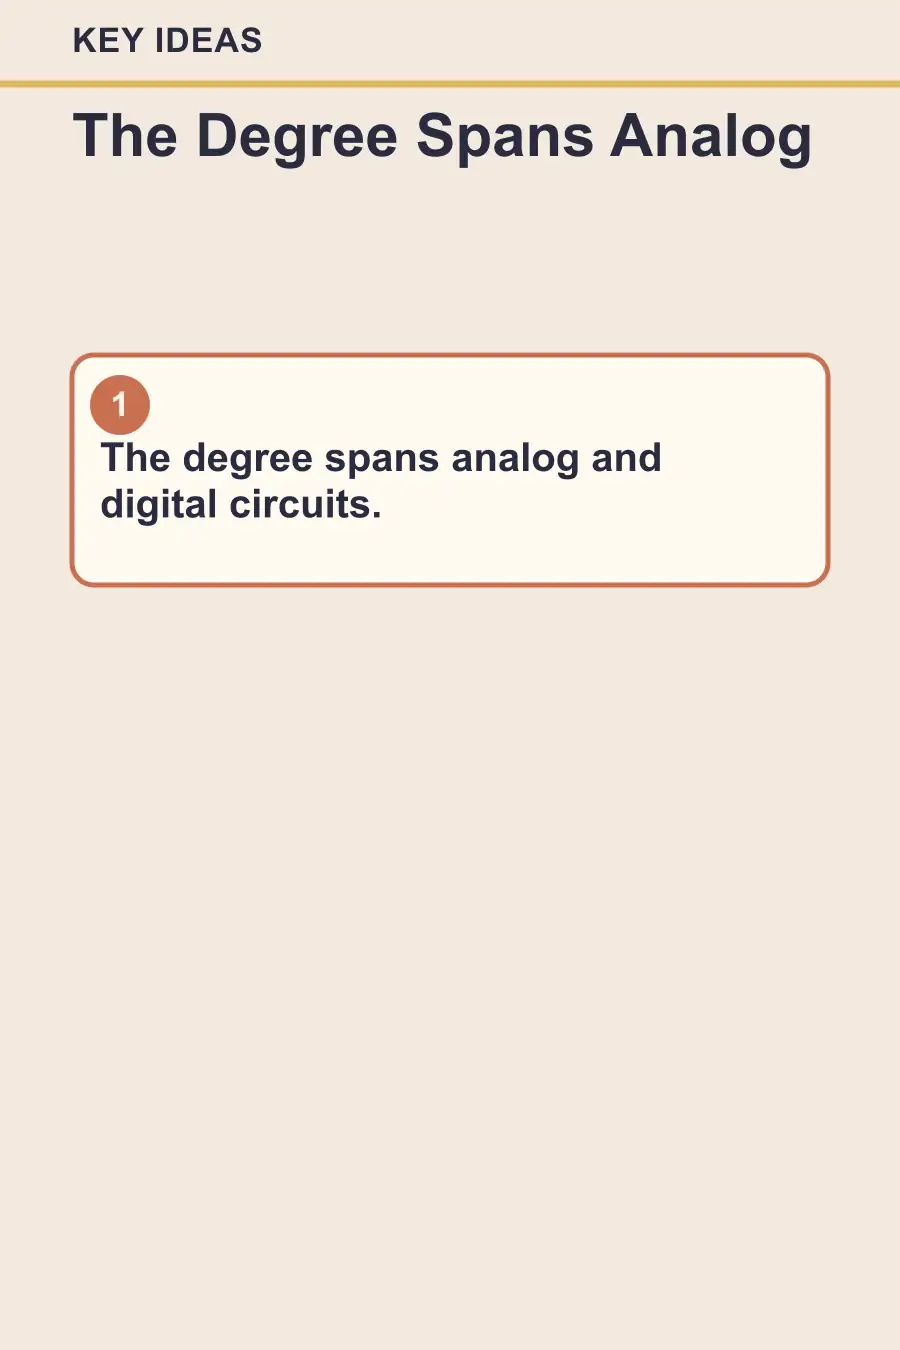 KEY IDEAS
The Degree Spans Analog
1
The degree spans analog and
digital circuits.